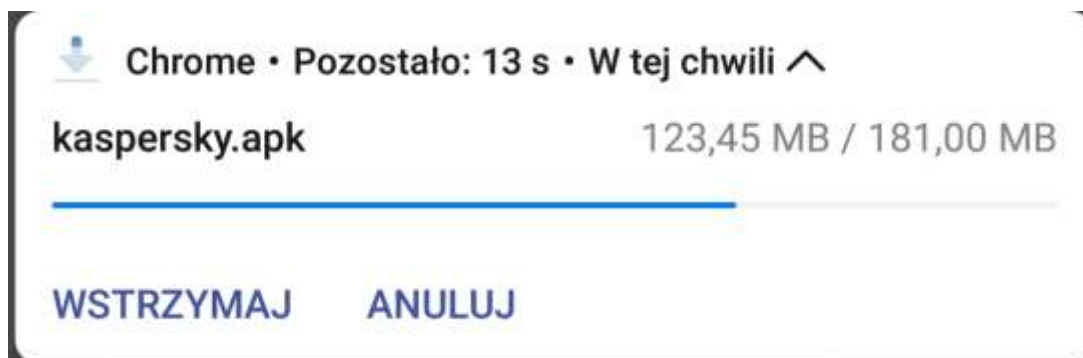 Chrome • Pozostało: 13 s • W tej chwili
kaspersky.apk 123,45 MB / 181,00 MB
WSTRZYMAJ ANULUJ